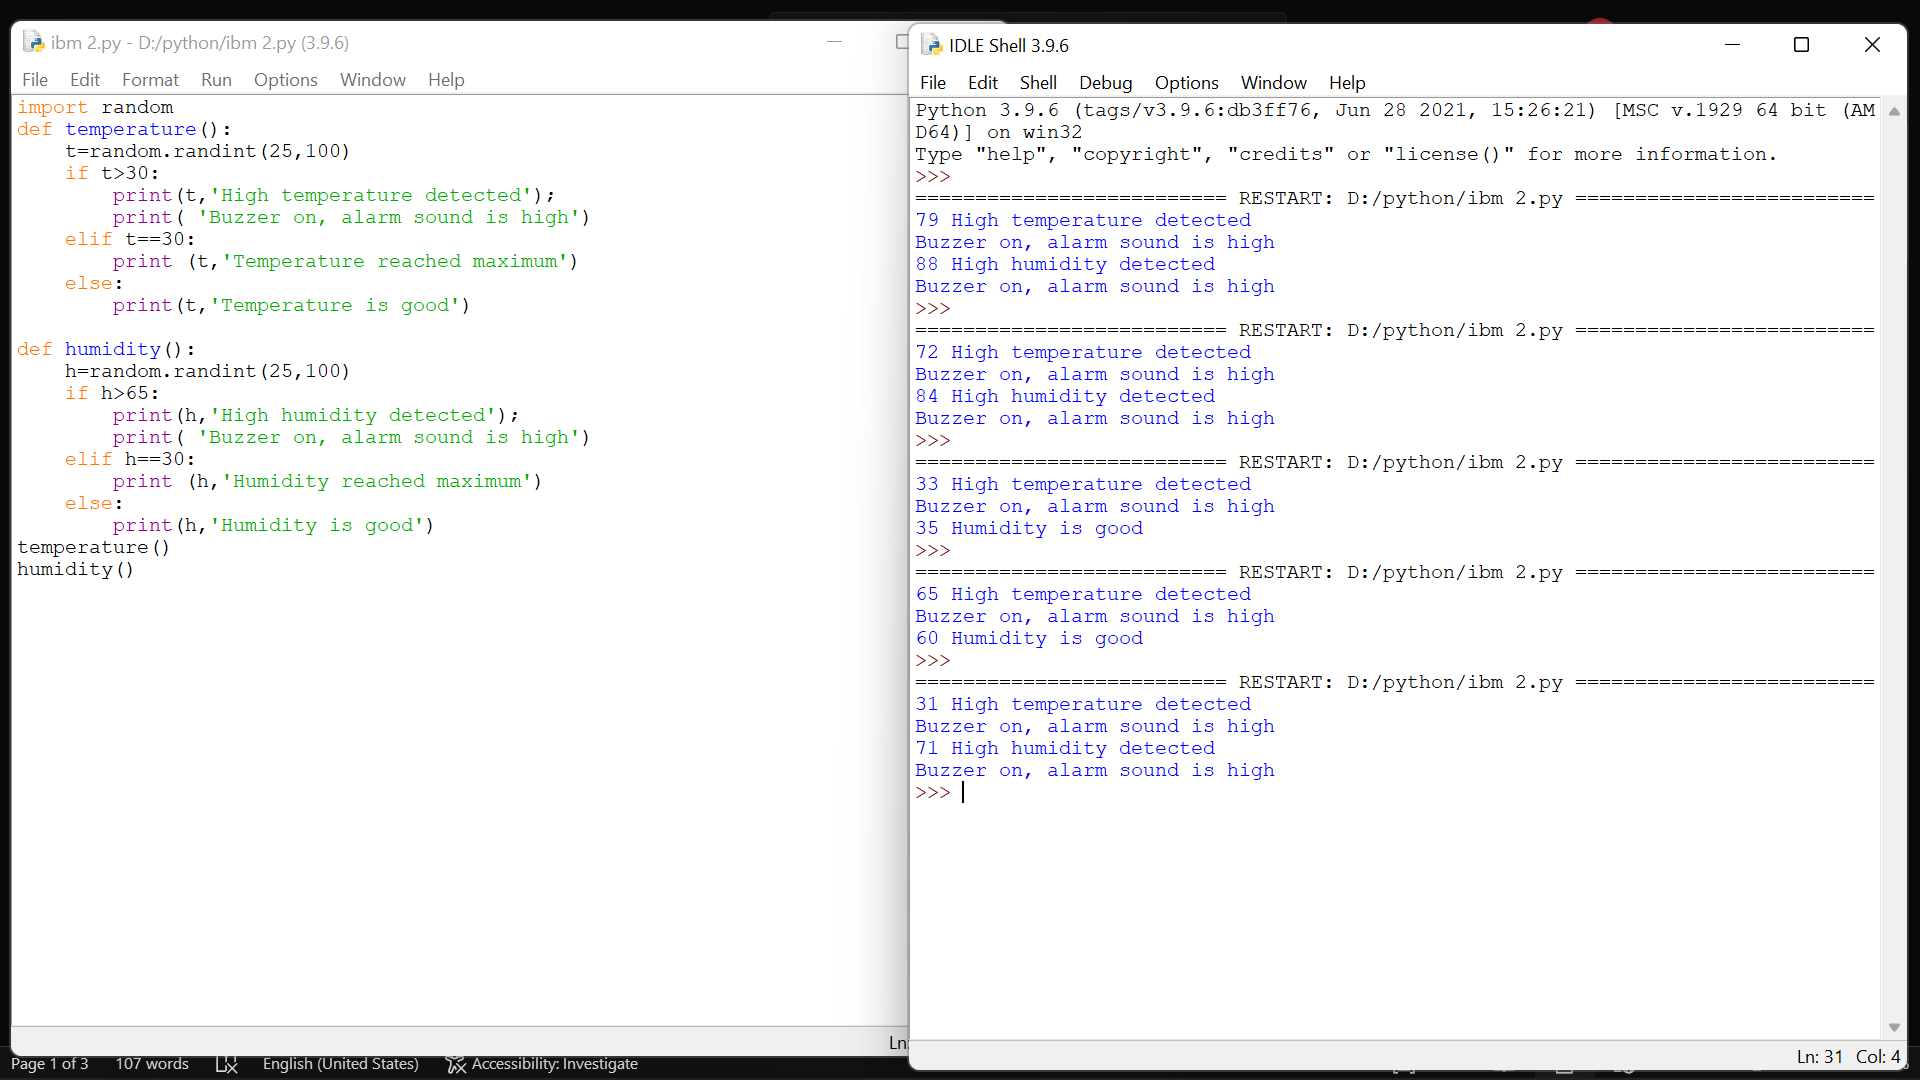 ibm 2.py - D:/python/ibm 2.py (3.9.6)
File Edit Format Run Options Window Help
import random
def temperature():
    t=random.randint(25,100)
    if t>30:
        print(t,'High temperature detected');
        print( 'Buzzer on, alarm sound is high')
    elif t==30:
        print (t,'Temperature reached maximum')
    else:
        print(t,'Temperature is good')
def humidity():
    h=random.randint(25,100)
    if h>65:
        print(h,'High humidity detected');
        print( 'Buzzer on, alarm sound is high')
    elif h==30:
        print (h,'Humidity reached maximum')
    else:
        print(h,'Humidity is good')
temperature()
humidity()
Ln:
IDLE Shell 3.9.6
File Edit Shell Debug Options Window Help
Python 3.9.6 (tags/v3.9.6:db3ff76, Jun 28 2021, 15:26:21) [MSC v.1929 64 bit (AM
D64)] on win32
Type "help", "copyright", "credits" or "license()" for more information.
>>>
========================== RESTART: D:/python/ibm 2.py =========================
79 High temperature detected
Buzzer on, alarm sound is high
88 High humidity detected
Buzzer on, alarm sound is high
>>>
========================== RESTART: D:/python/ibm 2.py =========================
72 High temperature detected
Buzzer on, alarm sound is high
84 High humidity detected
Buzzer on, alarm sound is high
>>>
========================== RESTART: D:/python/ibm 2.py =========================
33 High temperature detected
Buzzer on, alarm sound is high
35 Humidity is good
>>>
========================== RESTART: D:/python/ibm 2.py =========================
65 High temperature detected
Buzzer on, alarm sound is high
60 Humidity is good
>>>
========================== RESTART: D:/python/ibm 2.py =========================
31 High temperature detected
Buzzer on, alarm sound is high
71 High humidity detected
Buzzer on, alarm sound is high
>>>
Ln: 31 Col: 4
Page 1 of 3 107 words English (United States) Accessibility: Investigate